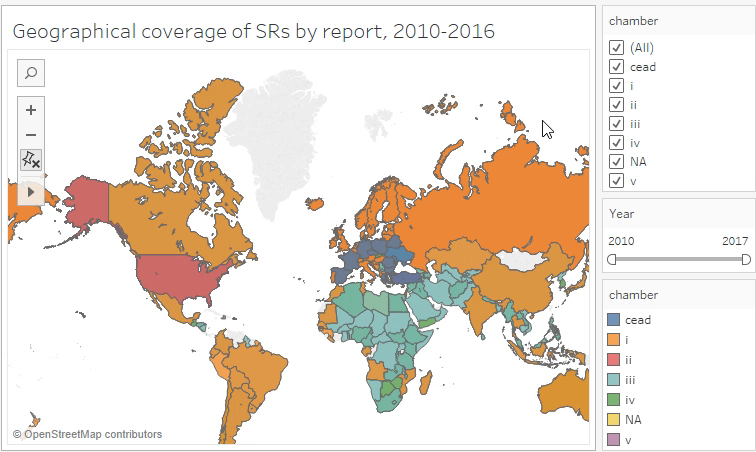 Geographical coverage of SRs by report, 2010-2016
© OpenStreetMap contributors
chamber
(All)
cead
i
ii
iii
iv
NA
v
Year
2010 2017
chamber
cead
i
ii
iii
iv
NA
v